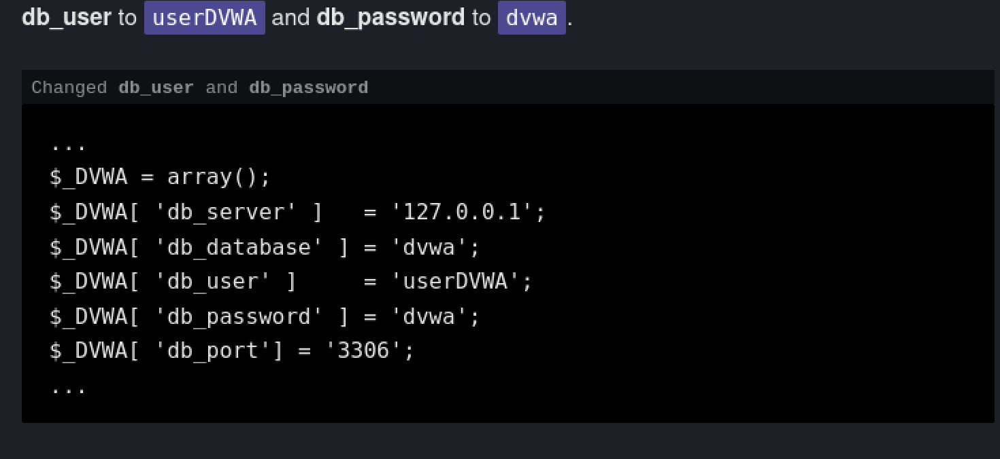 db_user to userDVWA and db_password to dvwa.
Changed db_user and db_password
...
$_DVWA = array();
$_DVWA[ 'db_server' ]   = '127.0.0.1';
$_DVWA[ 'db_database' ] = 'dvwa';
$_DVWA[ 'db_user' ]     = 'userDVWA';
$_DVWA[ 'db_password' ] = 'dvwa';
$_DVWA[ 'db_port'] = '3306';
...